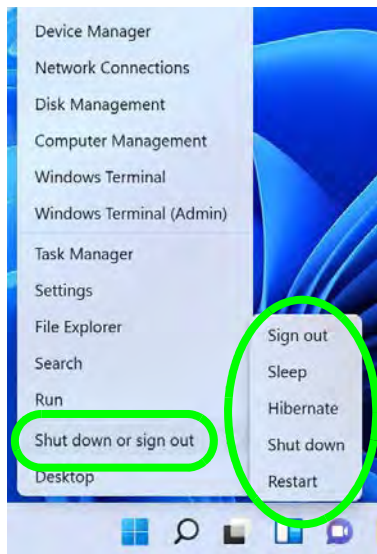 Device Manager
Network Connections
Disk Management
Computer Management
Windows Terminal
Windows Terminal (Admin)
Task Manager
Settings
File Explorer
Search
Run
Shut down or sign out
Desktop
Sign out
Sleep
Hibernate
Shut down
Restart